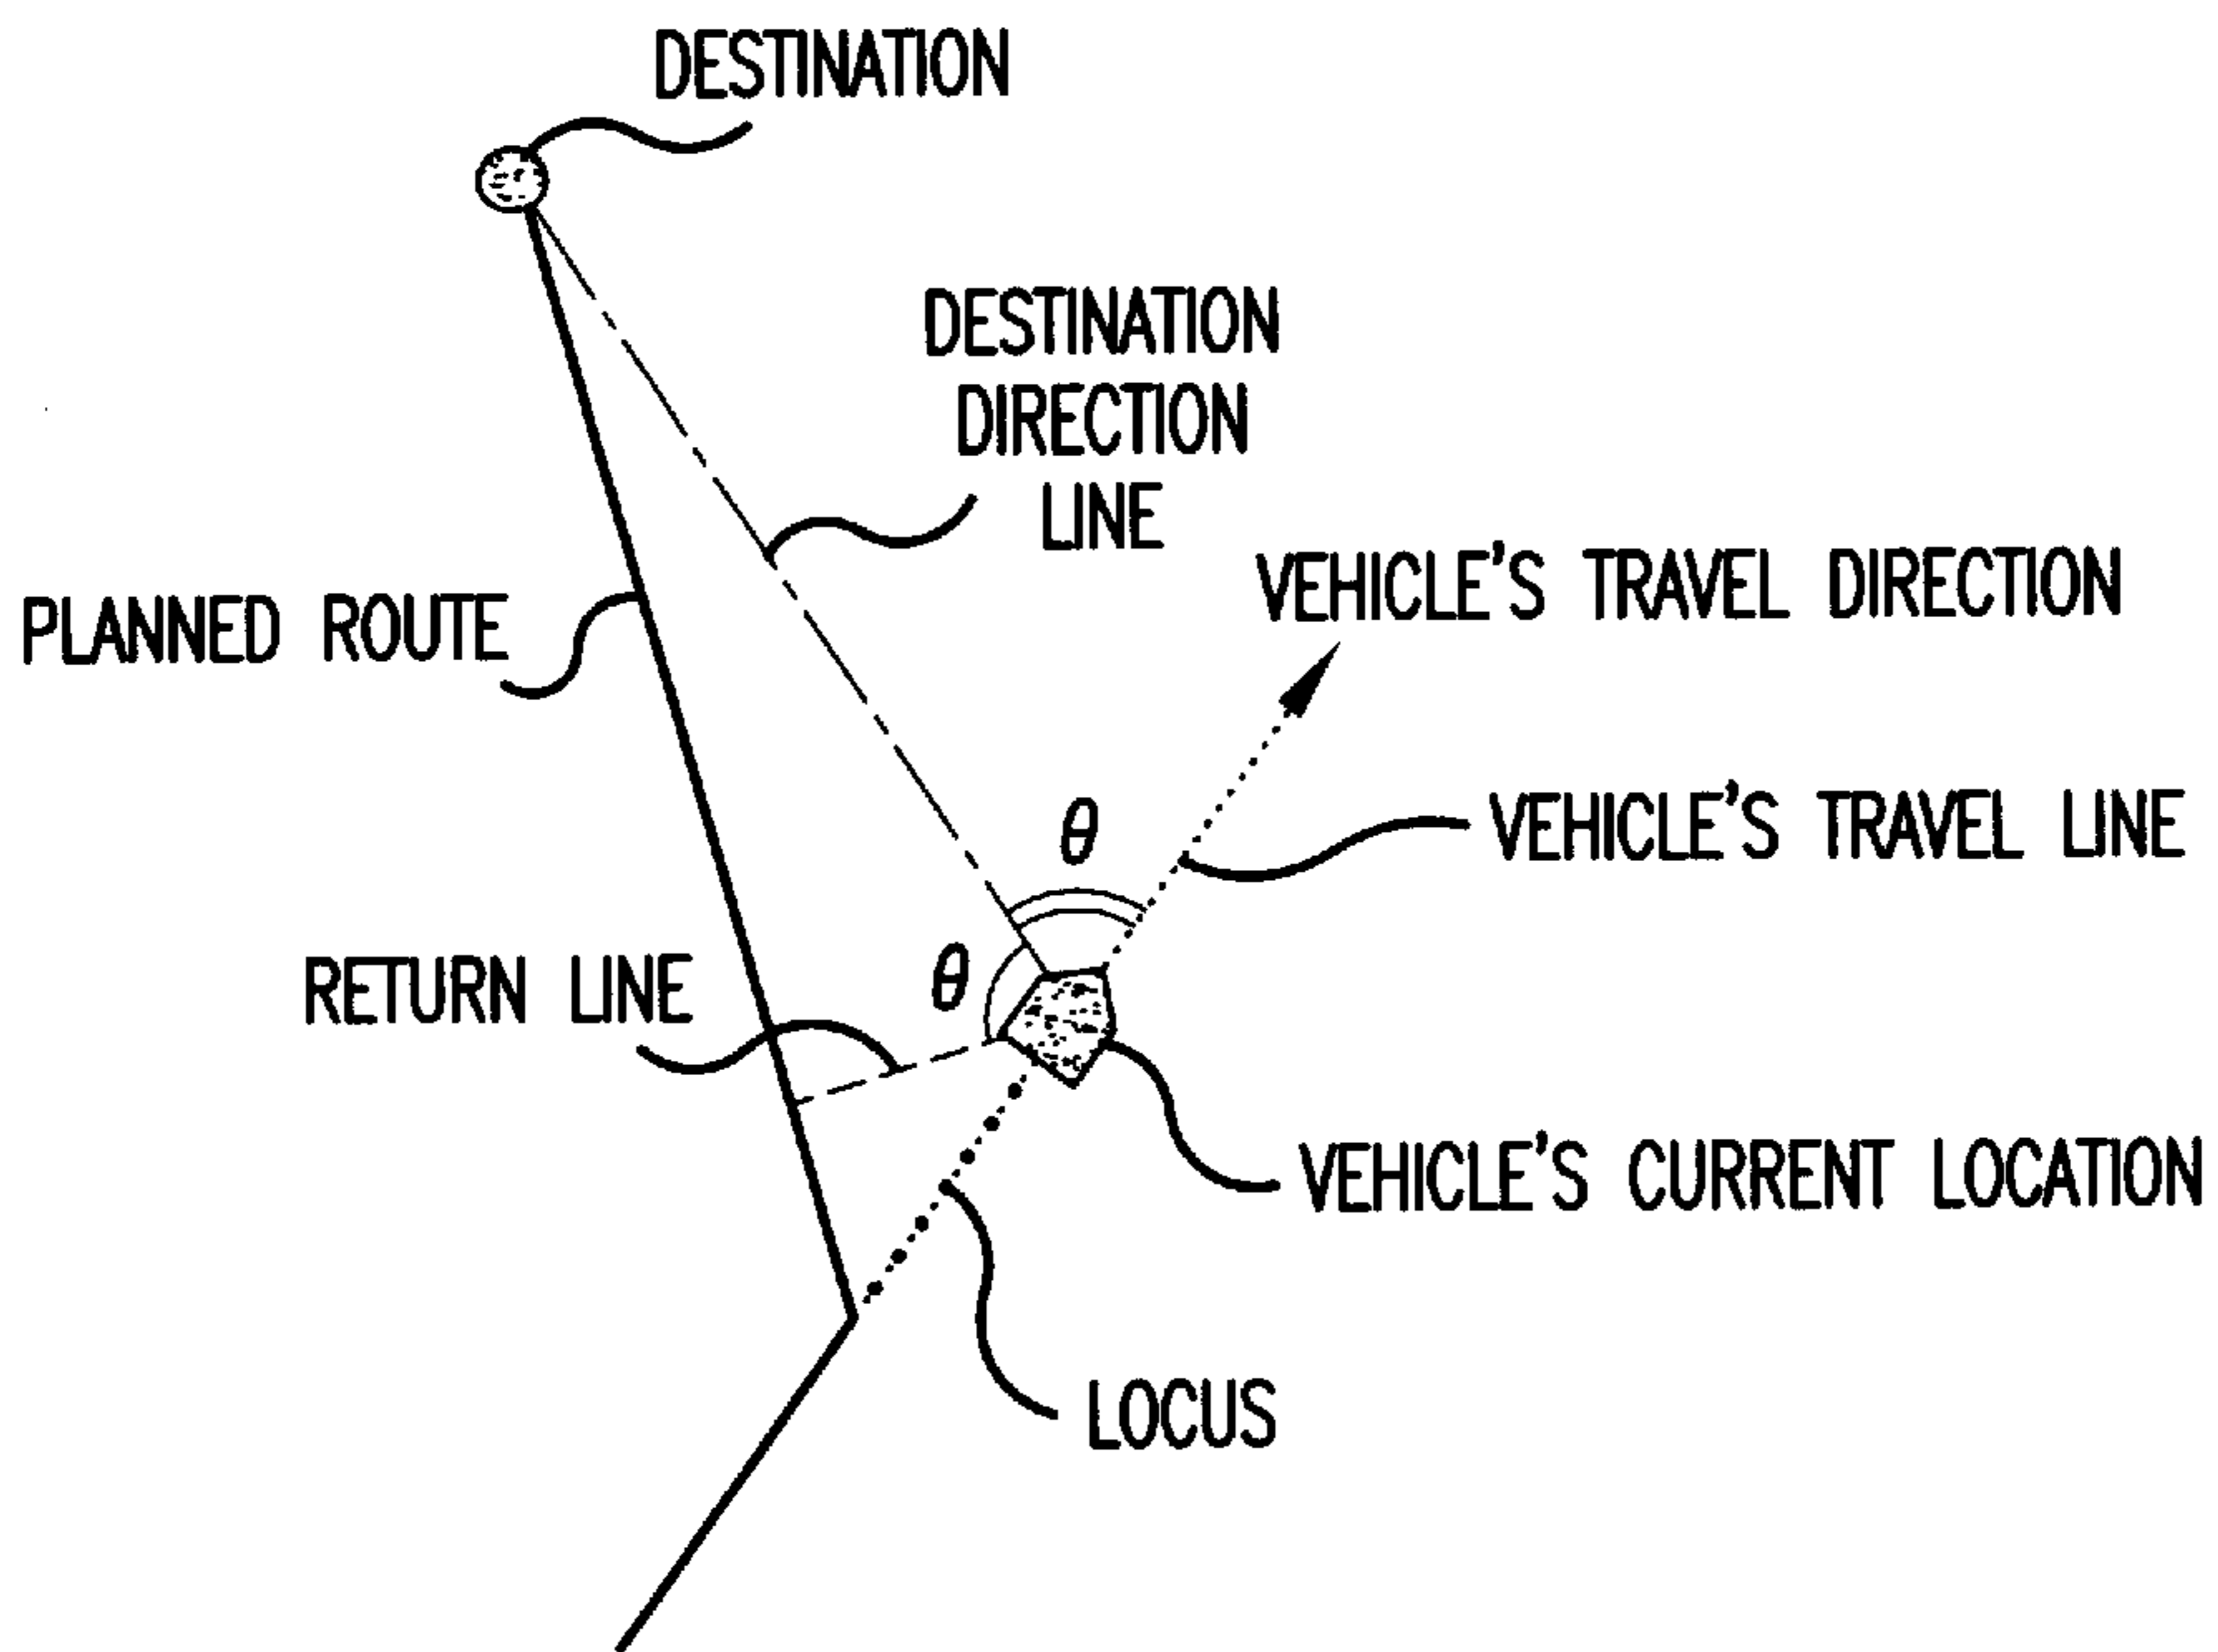 DESTINATION
DESTINATION
DIRECTION
LINE
VEHICLE'S TRAVEL DIRECTION
PLANNED ROUTE
θ
VEHICLE'S TRAVEL LINE
θ
RETURN LINE
VEHICLE'S CURRENT LOCATION
LOCUS